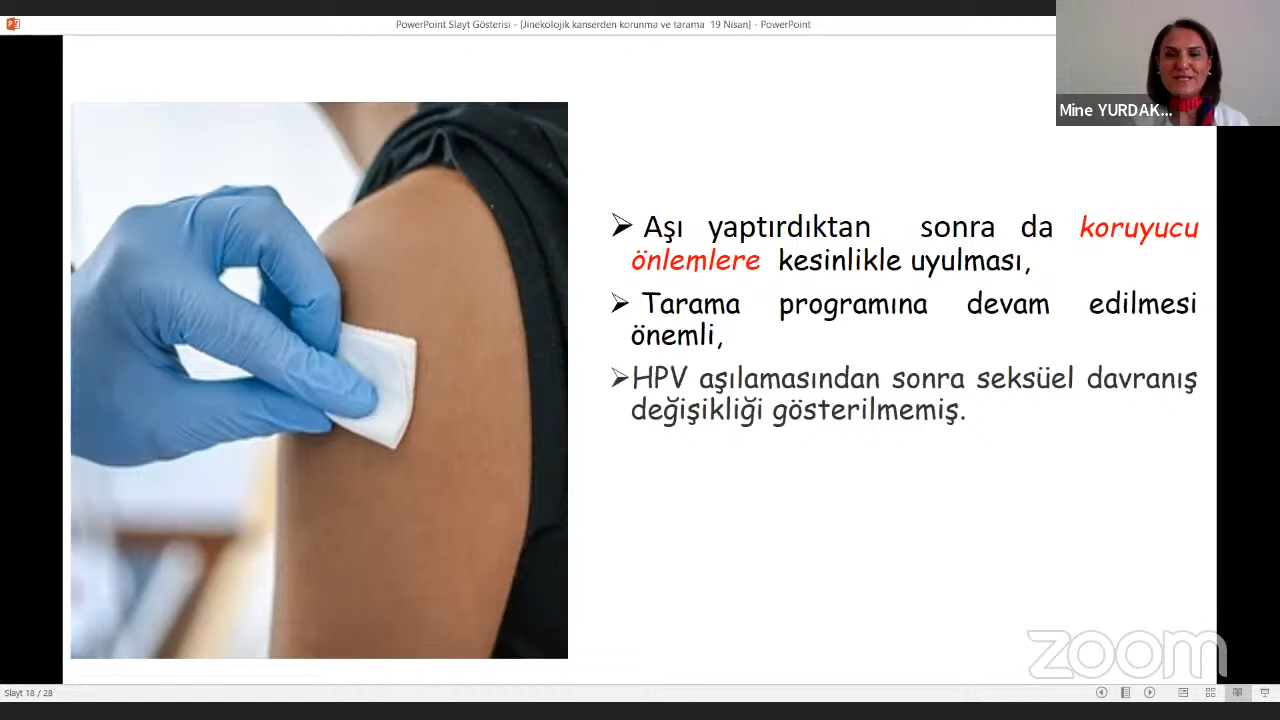 PowerPoint Slayt Gösterisi - [Jinekolojik kanserden korunma ve tarama 19 Nisan] - PowerPoint
Mine YURDAK...
Aşı yaptırdıktan sonra da koruyucu
önlemlere kesinlikle uyulması,
Tarama programına devam edilmesi
önemli,
HPV aşılamasından sonra seksüel davranış
değişikliği gösterilmemiş.
zoom
Slayt 18 / 28